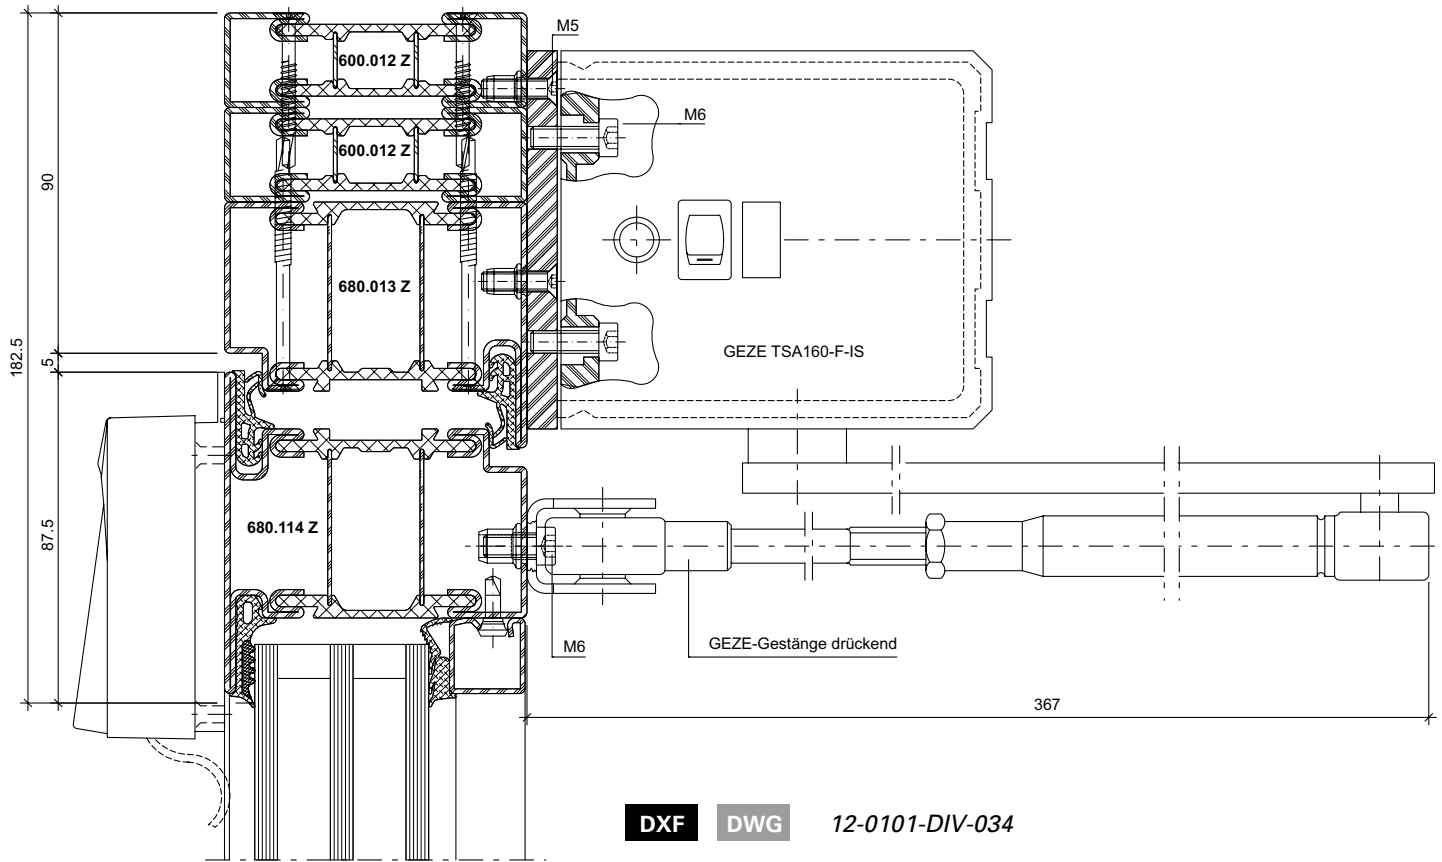 M5
600.012 Z
M6
600.012 Z
90
680.013 Z
182.5
5
GEZE TSA160-F-IS
680.114 Z
87.5
M6
GEZE-Gestänge drückend
367
DXF DWG 12-0101-DIV-034